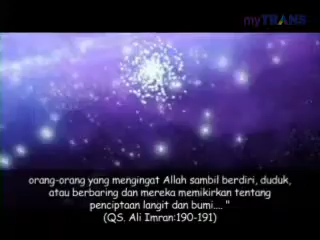 myTRANS
orang-orang yang mengingat Allah sambil berdiri, duduk,
atau berbaring dan mereka memikirkan tentang
penciptaan langit dan bumi.... "
(QS. Ali Imran:190-191)